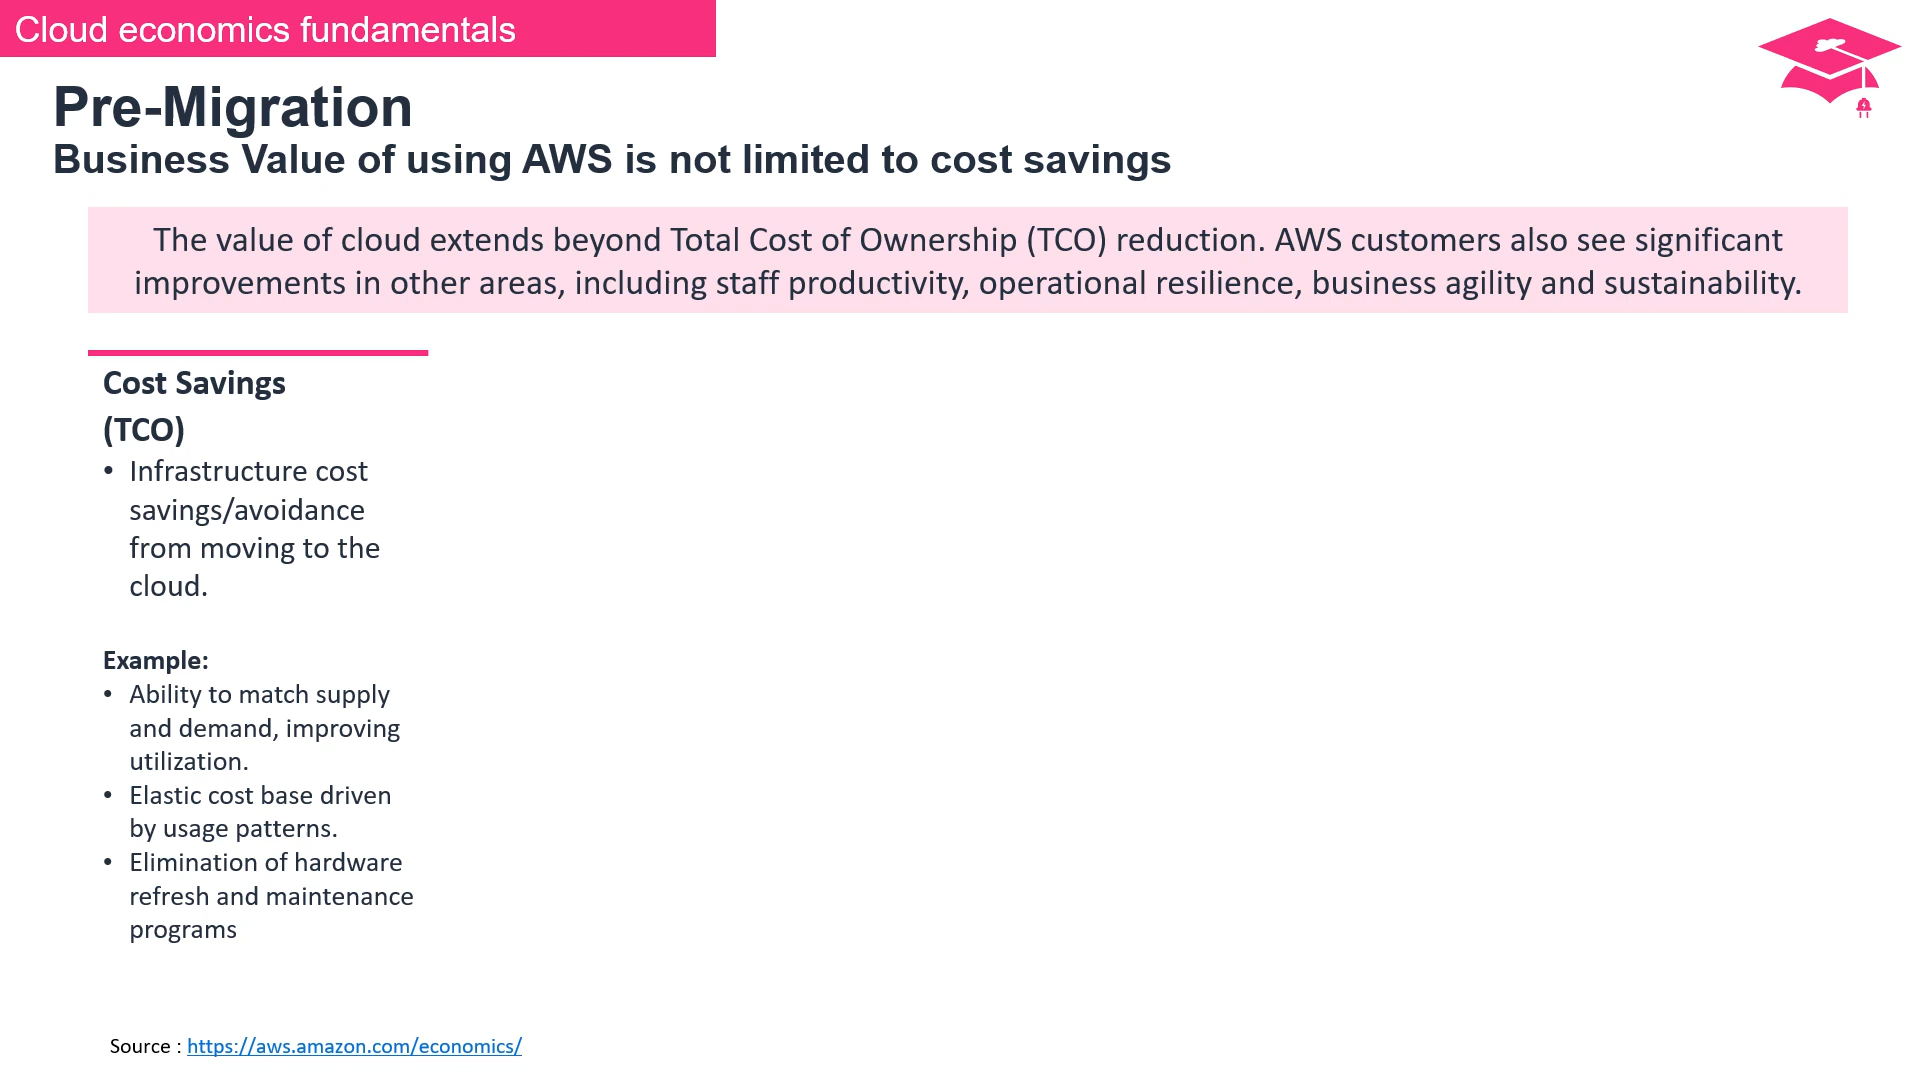 Cloud economics fundamentals
Pre-Migration
Business Value of using AWS is not limited to cost savings
The value of cloud extends beyond Total Cost of Ownership (TCO) reduction. AWS customers also see significant
improvements in other areas, including staff productivity, operational resilience, business agility and sustainability.
Cost Savings
(TCO)
• Infrastructure cost
savings/avoidance
from moving to the
cloud.
Example:
• Ability to match supply
and demand, improving
utilization.
• Elastic cost base driven
by usage patterns.
• Elimination of hardware
refresh and maintenance
programs
Source : https://aws.amazon.com/economics/